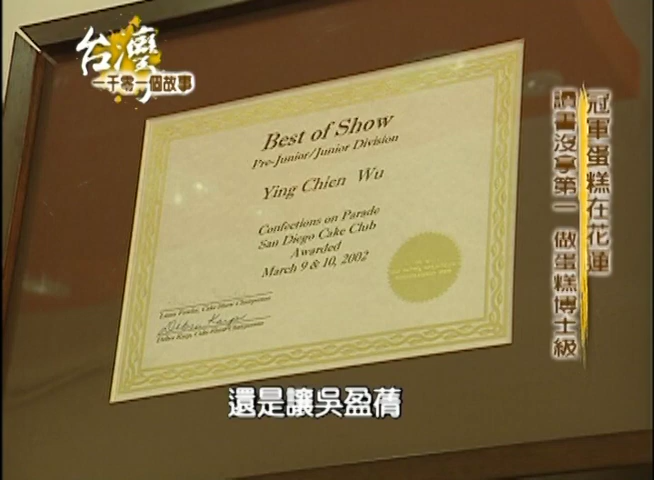 台灣
一千零一個故事
冠軍蛋糕在花蓮
讀書沒拿第一 做蛋糕博士級
Best of Show
Pre-Junior/Junior Division
Ying Chien Wu
Confections on Parade
San Diego Cake Club
Awarded
March 9 & 10, 2002
還是讓吳盈蒨